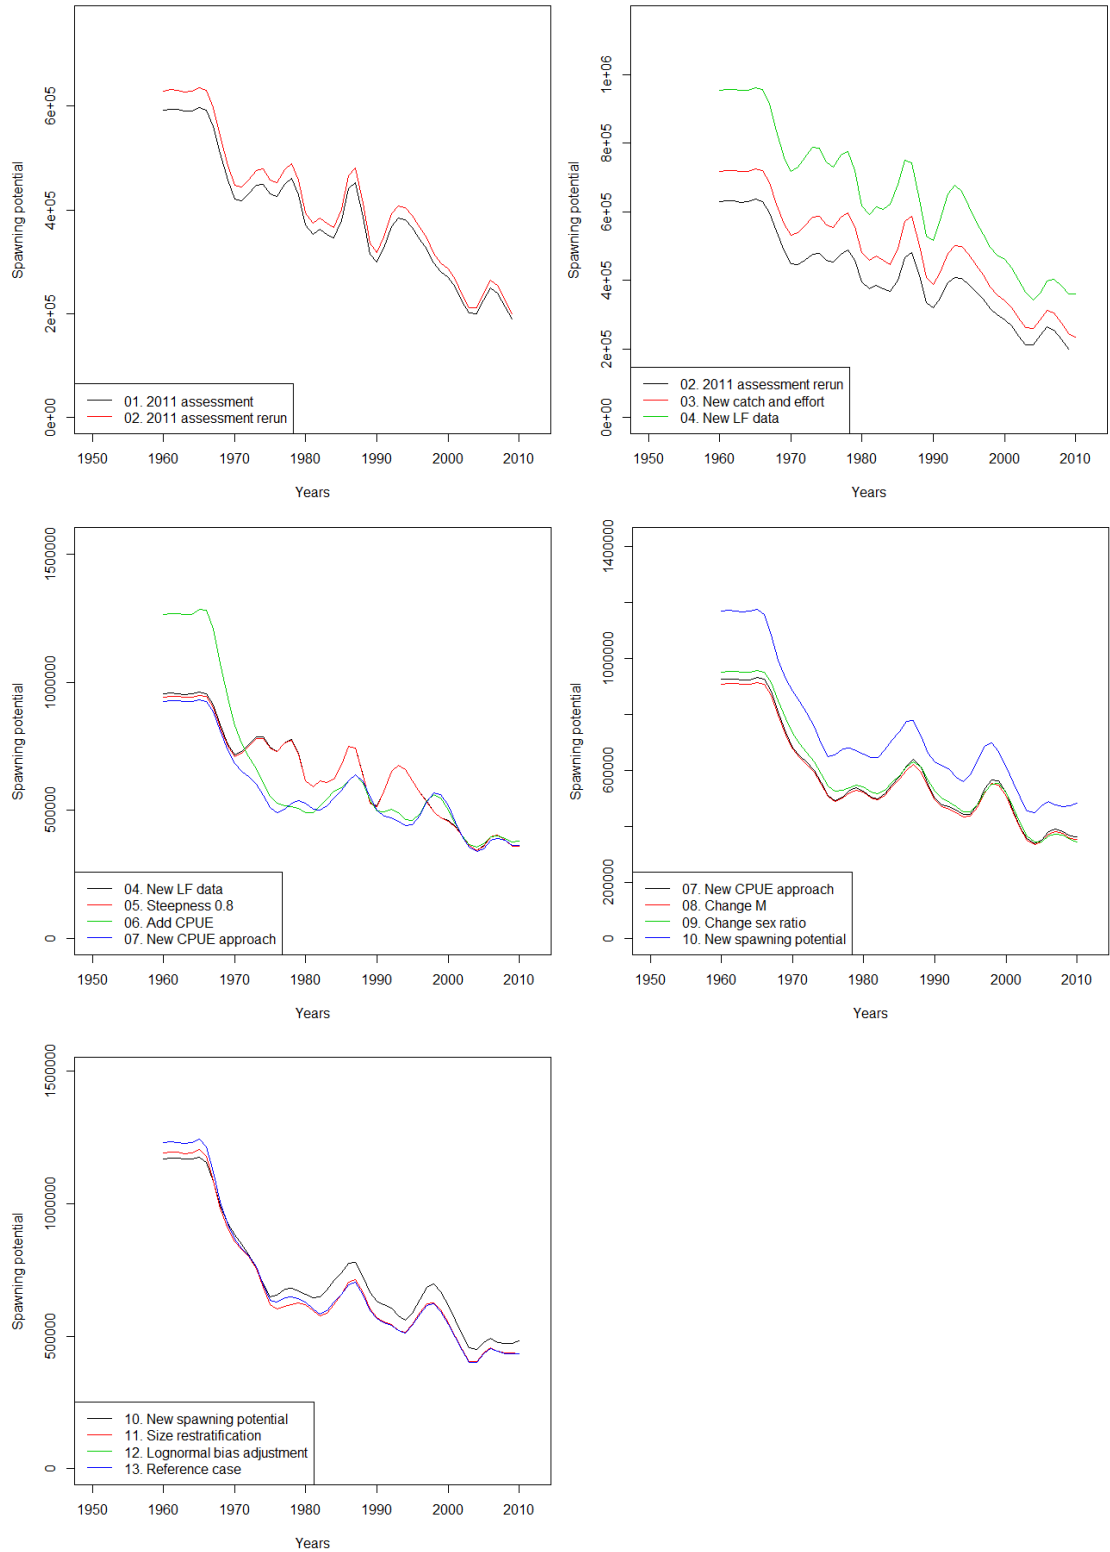 Spawning potential
0e+00 2e+05 4e+05 6e+05
01. 2011 assessment
02. 2011 assessment rerun
1950 1960 1970 1980 1990 2000 2010
Years
Spawning potential
0e+00 2e+05 4e+05 6e+05 8e+05 1e+06
02. 2011 assessment rerun
03. New catch and effort
04. New LF data
1950 1960 1970 1980 1990 2000 2010
Years
Spawning potential
0 500000 1000000 1500000
04. New LF data
05. Steepness 0.8
06. Add CPUE
07. New CPUE approach
1950 1960 1970 1980 1990 2000 2010
Years
Spawning potential
0 200000 600000 1000000 1400000
07. New CPUE approach
08. Change M
09. Change sex ratio
10. New spawning potential
1950 1960 1970 1980 1990 2000 2010
Years
Spawning potential
0 500000 1000000 1500000
10. New spawning potential
11. Size restratification
12. Lognormal bias adjustment
13. Reference case
1950 1960 1970 1980 1990 2000 2010
Years